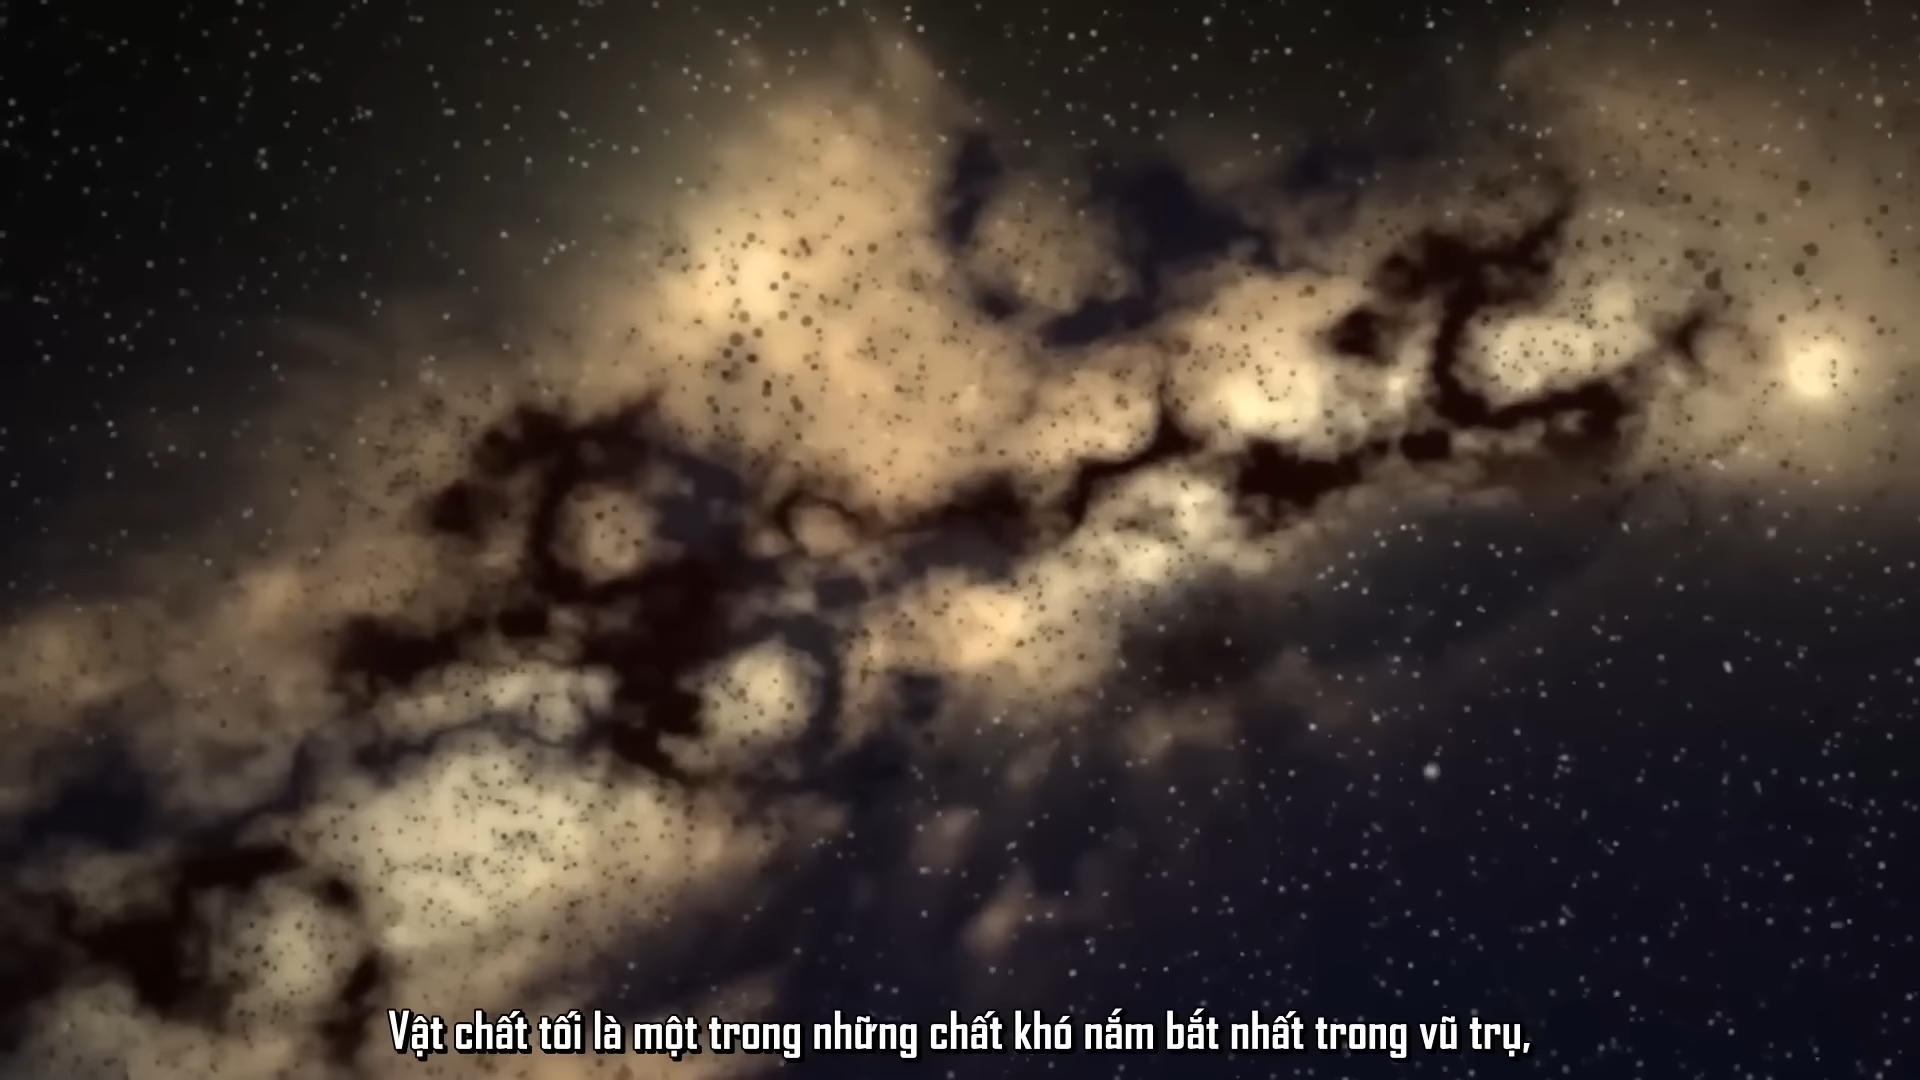 Vật chất tối là một trong những chất khó nắm bắt nhất trong vũ trụ,